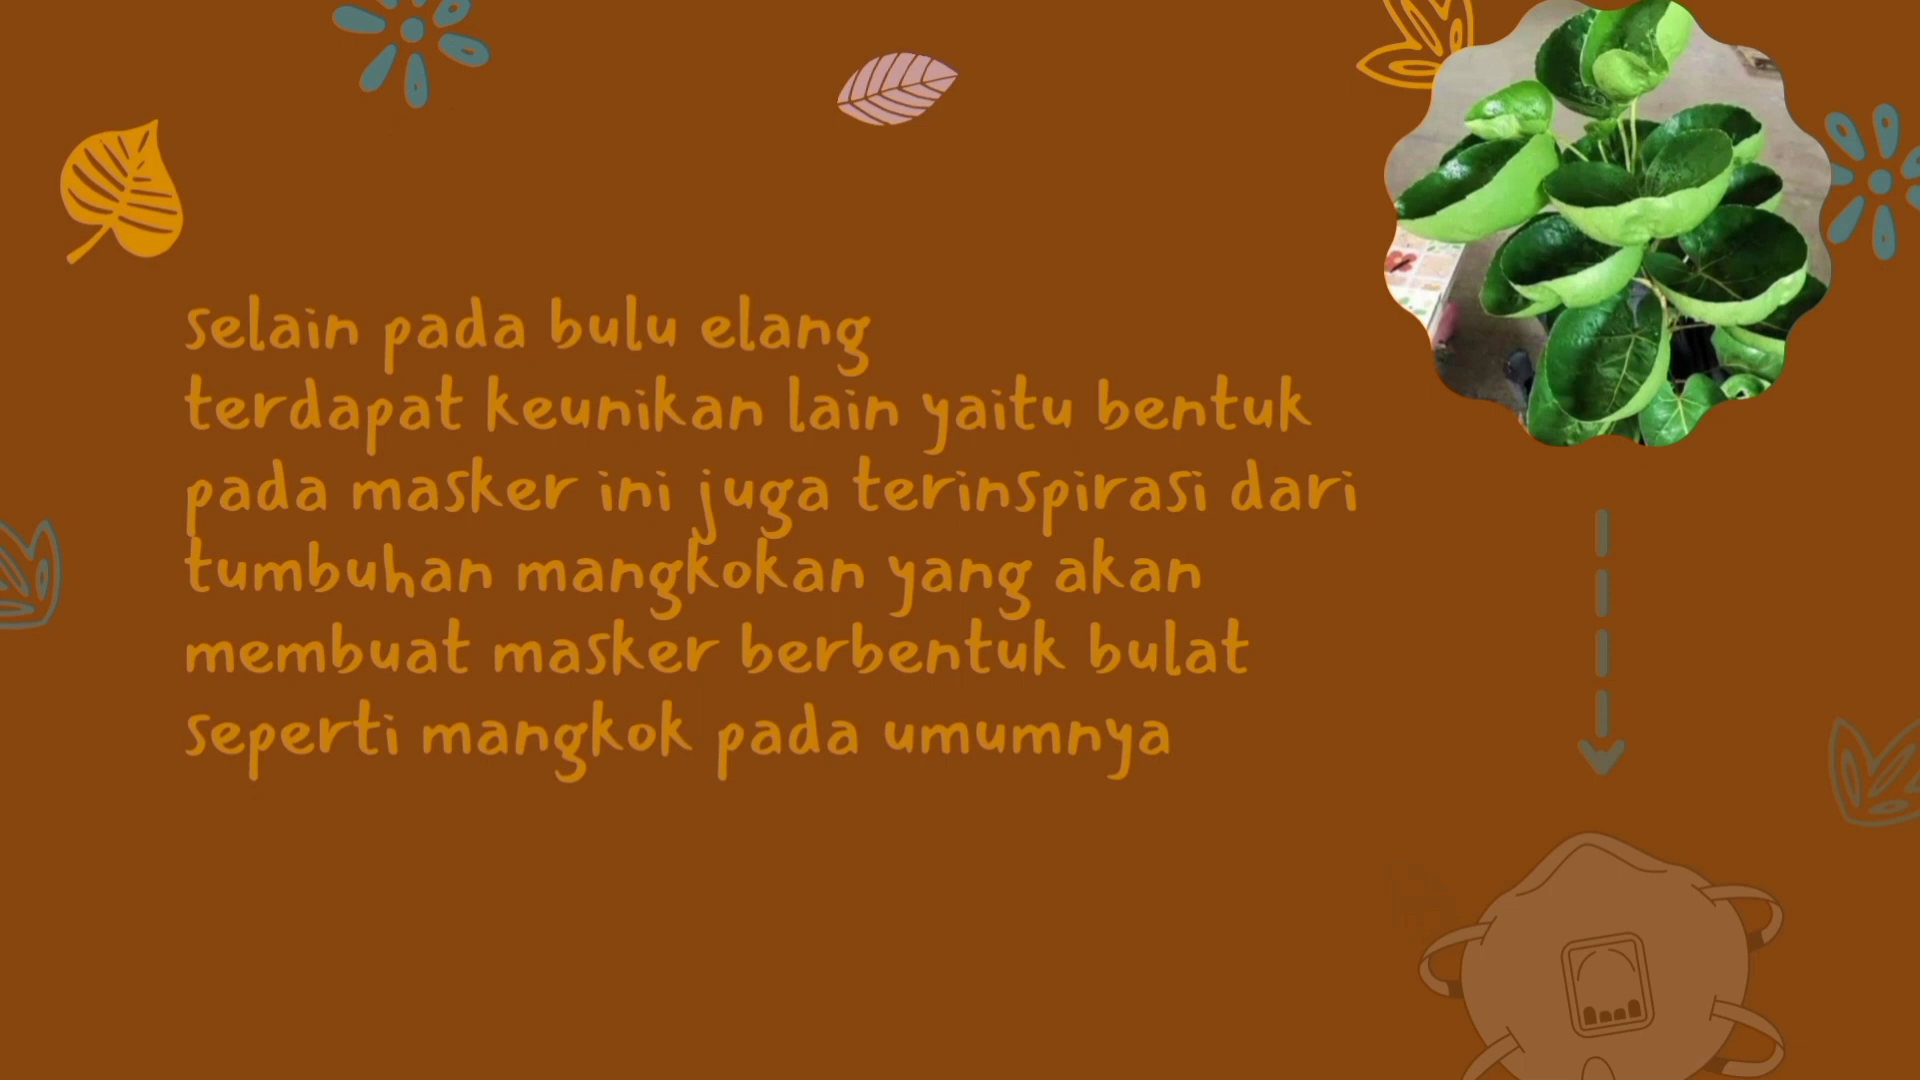 selain pada bulu elang
terdapat keunikan lain yaitu bentuk
pada masker ini juga terinspirasi dari
tumbuhan mangkokan yang akan
membuat masker berbentuk bulat
seperti mangkok pada umumnya